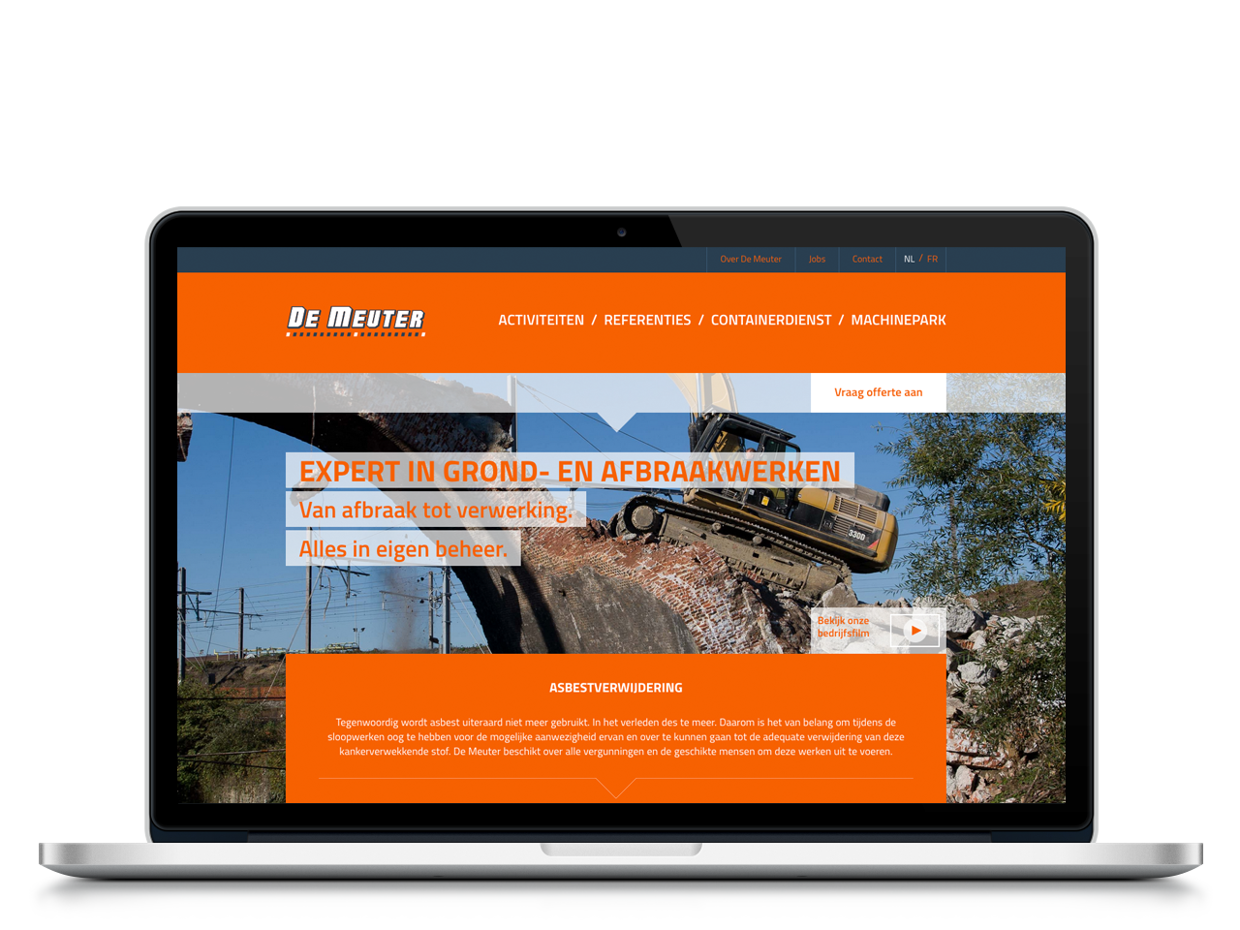 Over De Meuter
Jobs
Contact
NL / FR
DE MEUTER
ACTIVITEITEN / REFERENTIES / CONTAINERDIENST / MACHINEPARK
Vraag offerte aan
EXPERT IN GROND- EN AFBRAAKWERKEN
Van afbraak tot verwerking.
Alles in eigen beheer.
330D
Bekijk onze
bedrijfsfilm
ASBESTVERWIJDERING
Tegenwoordig wordt asbest uiteraard niet meer gebruikt. In het verleden des te meer. Daarom is het van belang om tijdens de
sloopwerken oog te hebben voor de mogelijke aanwezigheid ervan en over te kunnen gaan tot de adequate verwijdering van deze
kankerverwekkende stof. De Meuter beschikt over alle vergunningen en de geschikte mensen om deze werken uit te voeren.